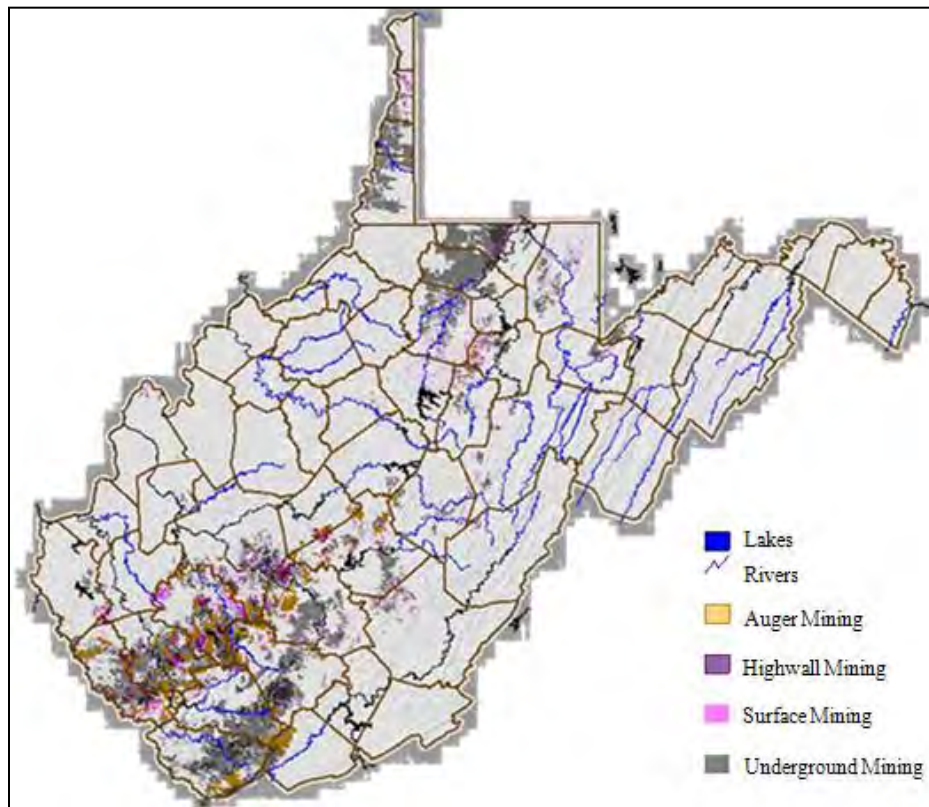 Lakes
Rivers
Auger Mining
Highwall Mining
Surface Mining
Underground Mining